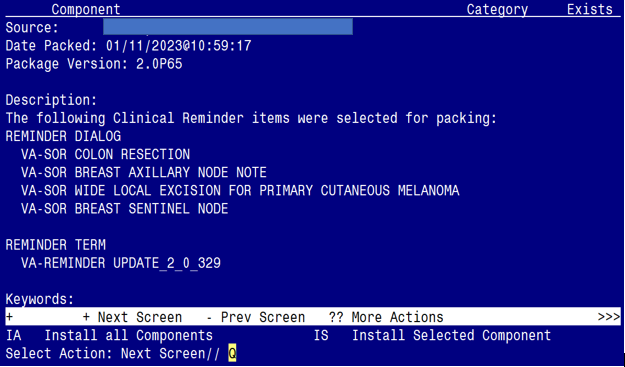 Component Category Exists
Source:
Date Packed: 01/11/2023@10:59:17
Package Version: 2.0P65
Description:
The following Clinical Reminder items were selected for packing:
REMINDER DIALOG
VA-SOR COLON RESECTION
VA-SOR BREAST AXILLARY NODE NOTE
VA-SOR WIDE LOCAL EXCISION FOR PRIMARY CUTANEOUS MELANOMA
VA-SOR BREAST SENTINEL NODE
REMINDER TERM
VA-REMINDER UPDATE_2_0_329
Keywords:
+ + Next Screen - Prev Screen ?? More Actions >>>
IA Install all Components IS Install Selected Component
Select Action: Next Screen// Q